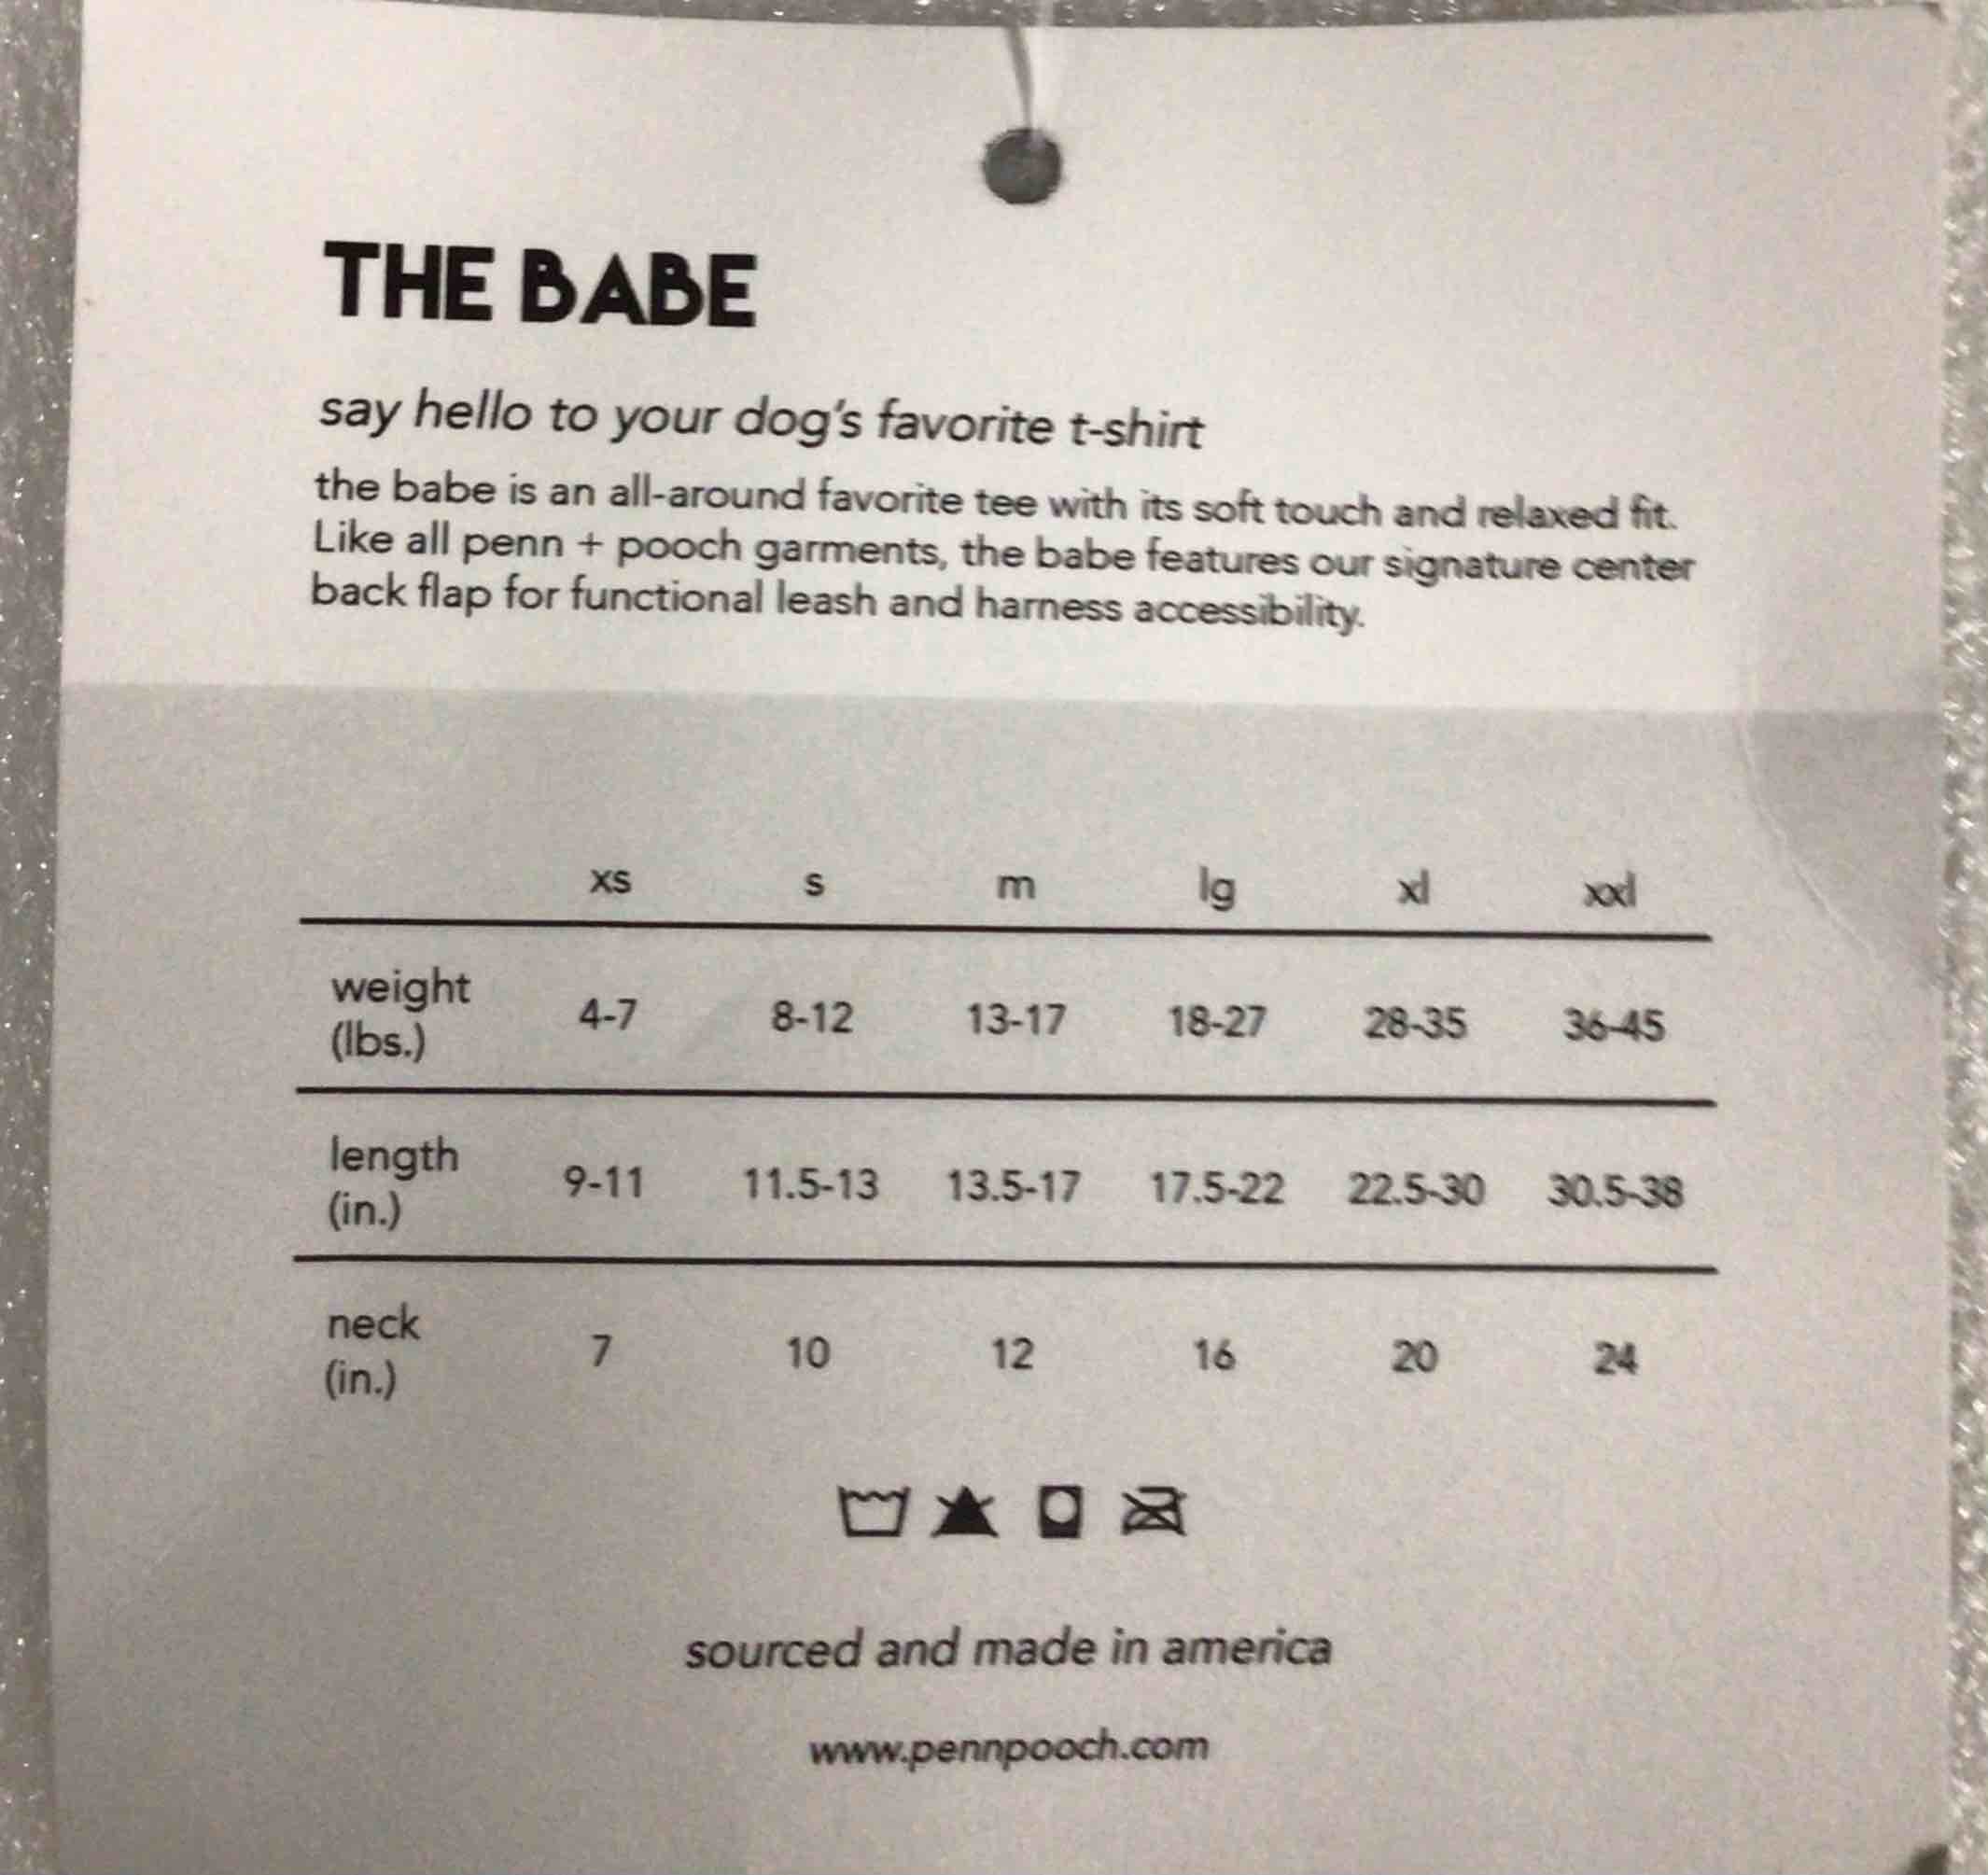 THE BABE
say hello to your dog's favorite t-shirt
the babe is an all-around favorite tee with its soft touch and relaxed fit.
Like all penn + pooch garments, the babe features our signature center
back flap for functional leash and harness accessibility.
xs s m lg xl xxl
weight (lbs.) 4-7 8-12 13-17 18-27 28-35 36-45
length (in.) 9-11 11.5-13 13.5-17 17.5-22 22.5-30 30.5-38
neck (in.) 7 10 12 16 20 24
sourced and made in america
www.pennpooch.com